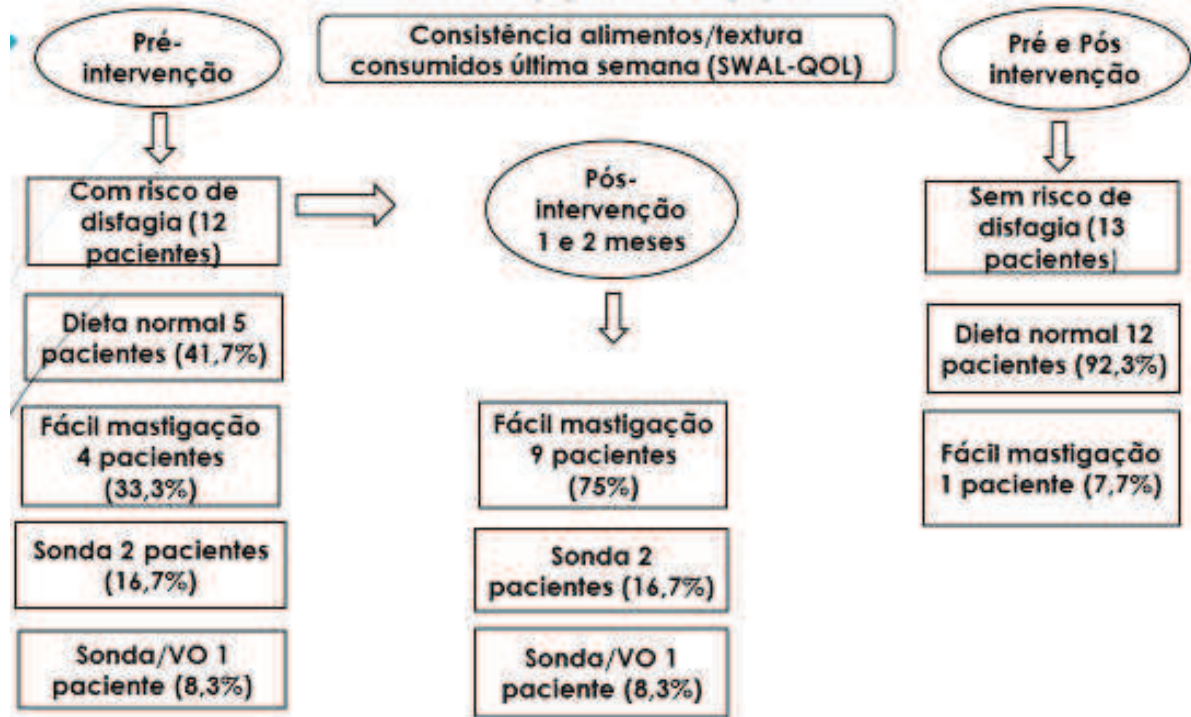 Pré-
intervenção
Consistência alimentos/textura
consumidos última semana (SWAL-QOL)
Pré e Pós
intervenção
Com risco de
disfagia (12
pacientes)
Pós-
intervenção
1 e 2 meses
Sem risco de
disfagia (13
pacientes)
Dieta normal 5
pacientes (41,7%)
Dieta normal 12
pacientes (92,3%)
Fácil mastigação
4 pacientes
(33,3%)
Fácil mastigação
9 pacientes
(75%)
Fácil mastigação
1 paciente (7,7%)
Sonda 2 pacientes
(16,7%)
Sonda 2
pacientes (16,7%)
Sonda/VO 1
paciente (8,3%)
Sonda/VO 1
paciente (8,3%)